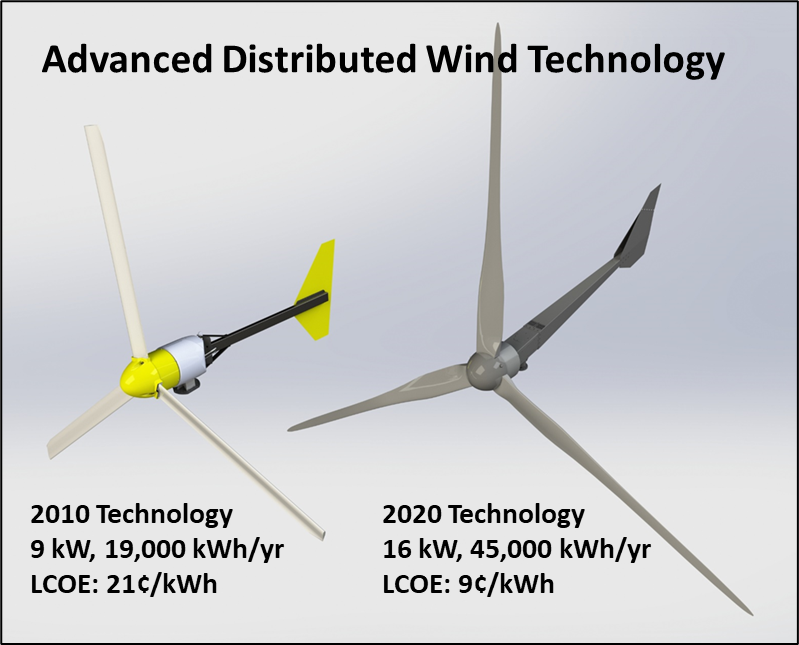 Advanced Distributed Wind Technology
2010 Technology
9 kW, 19,000 kWh/yr
LCOE: 21¢/kWh
2020 Technology
16 kW, 45,000 kWh/yr
LCOE: 9¢/kWh